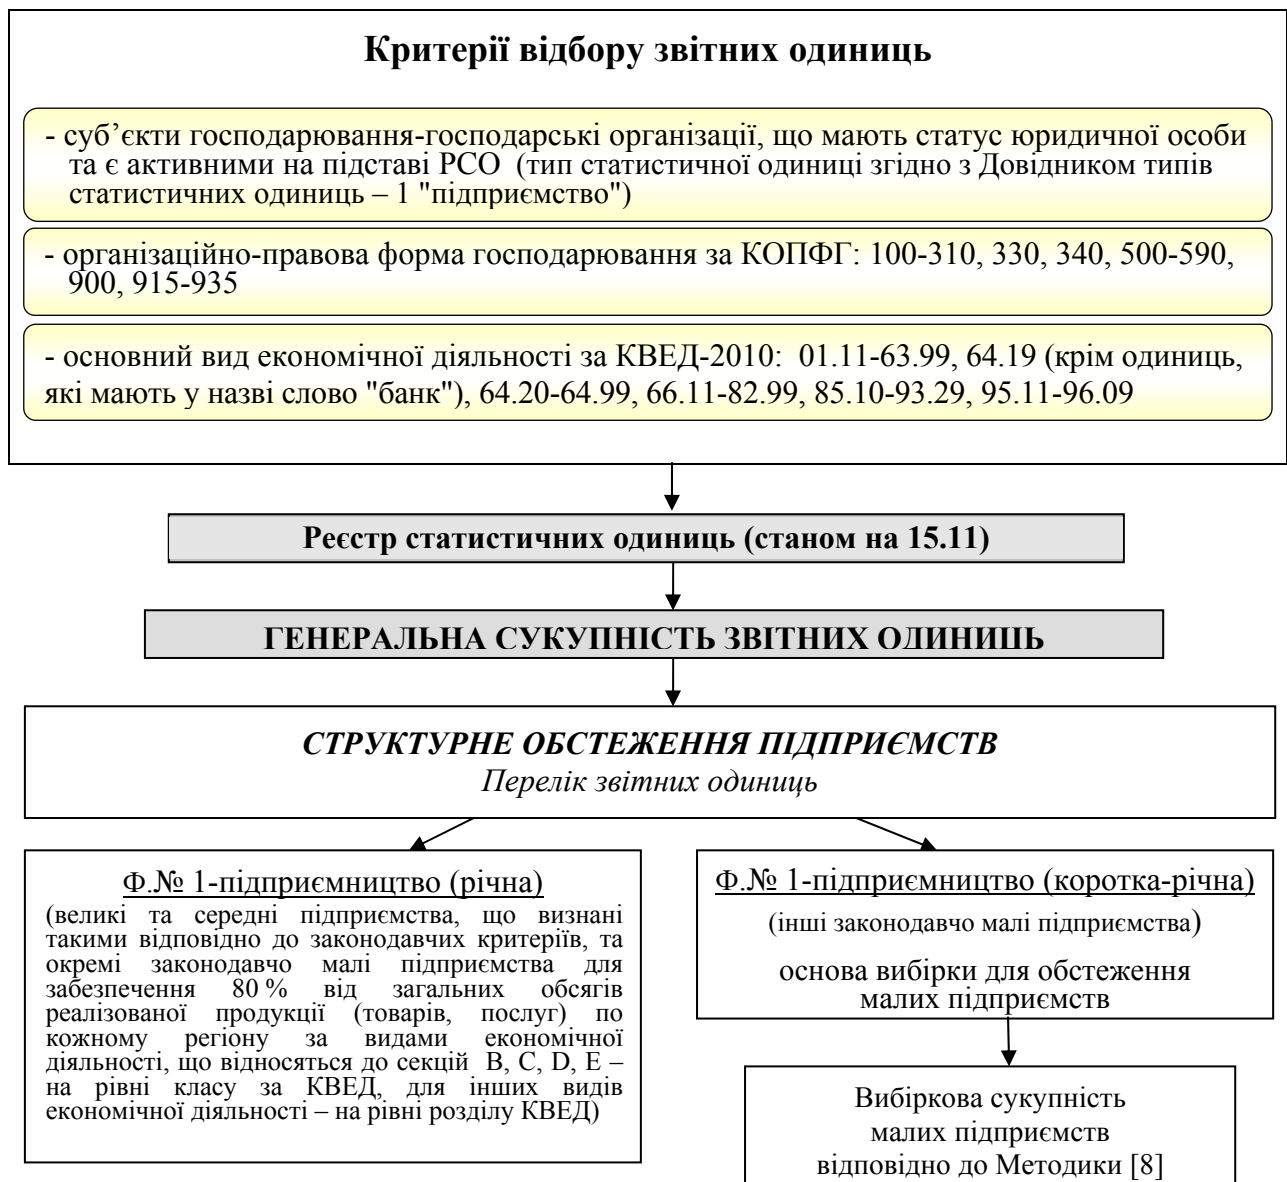 Критерії відбору звітних одиниць
- суб’єкти господарювання-господарські організації, що мають статус юридичної особи
та є активними на підставі РСО (тип статистичної одиниці згідно з Довідником типів
статистичних одиниць – 1 "підприємство")
- організаційно-правова форма господарювання за КОПФГ: 100-310, 330, 340, 500-590,
900, 915-935
- основний вид економічної діяльності за КВЕД-2010: 01.11-63.99, 64.19 (крім одиниць,
які мають у назві слово "банк"), 64.20-64.99, 66.11-82.99, 85.10-93.29, 95.11-96.09
Реєстр статистичних одиниць (станом на 15.11)
ГЕНЕРАЛЬНА СУКУПНІСТЬ ЗВІТНИХ ОДИНИЦЬ
СТРУКТУРНЕ ОБСТЕЖЕННЯ ПІДПРИЄМСТВ
Перелік звітних одиниць
Ф.№ 1-підприємництво (річна)
(великі та середні підприємства, що визнані
такими відповідно до законодавчих критеріїв, та
окремі законодавчо малі підприємства для
забезпечення 80 % від загальних обсягів
реалізованої продукції (товарів, послуг) по
кожному регіону за видами економічної
діяльності, що відносяться до секцій B, C, D, E –
на рівні класу за КВЕД, для інших видів
економічної діяльності – на рівні розділу КВЕД)
Ф.№ 1-підприємництво (коротка-річна)
(інші законодавчо малі підприємства)
основа вибірки для обстеження
малих підприємств
Вибіркова сукупність
малих підприємств
відповідно до Методики [8]